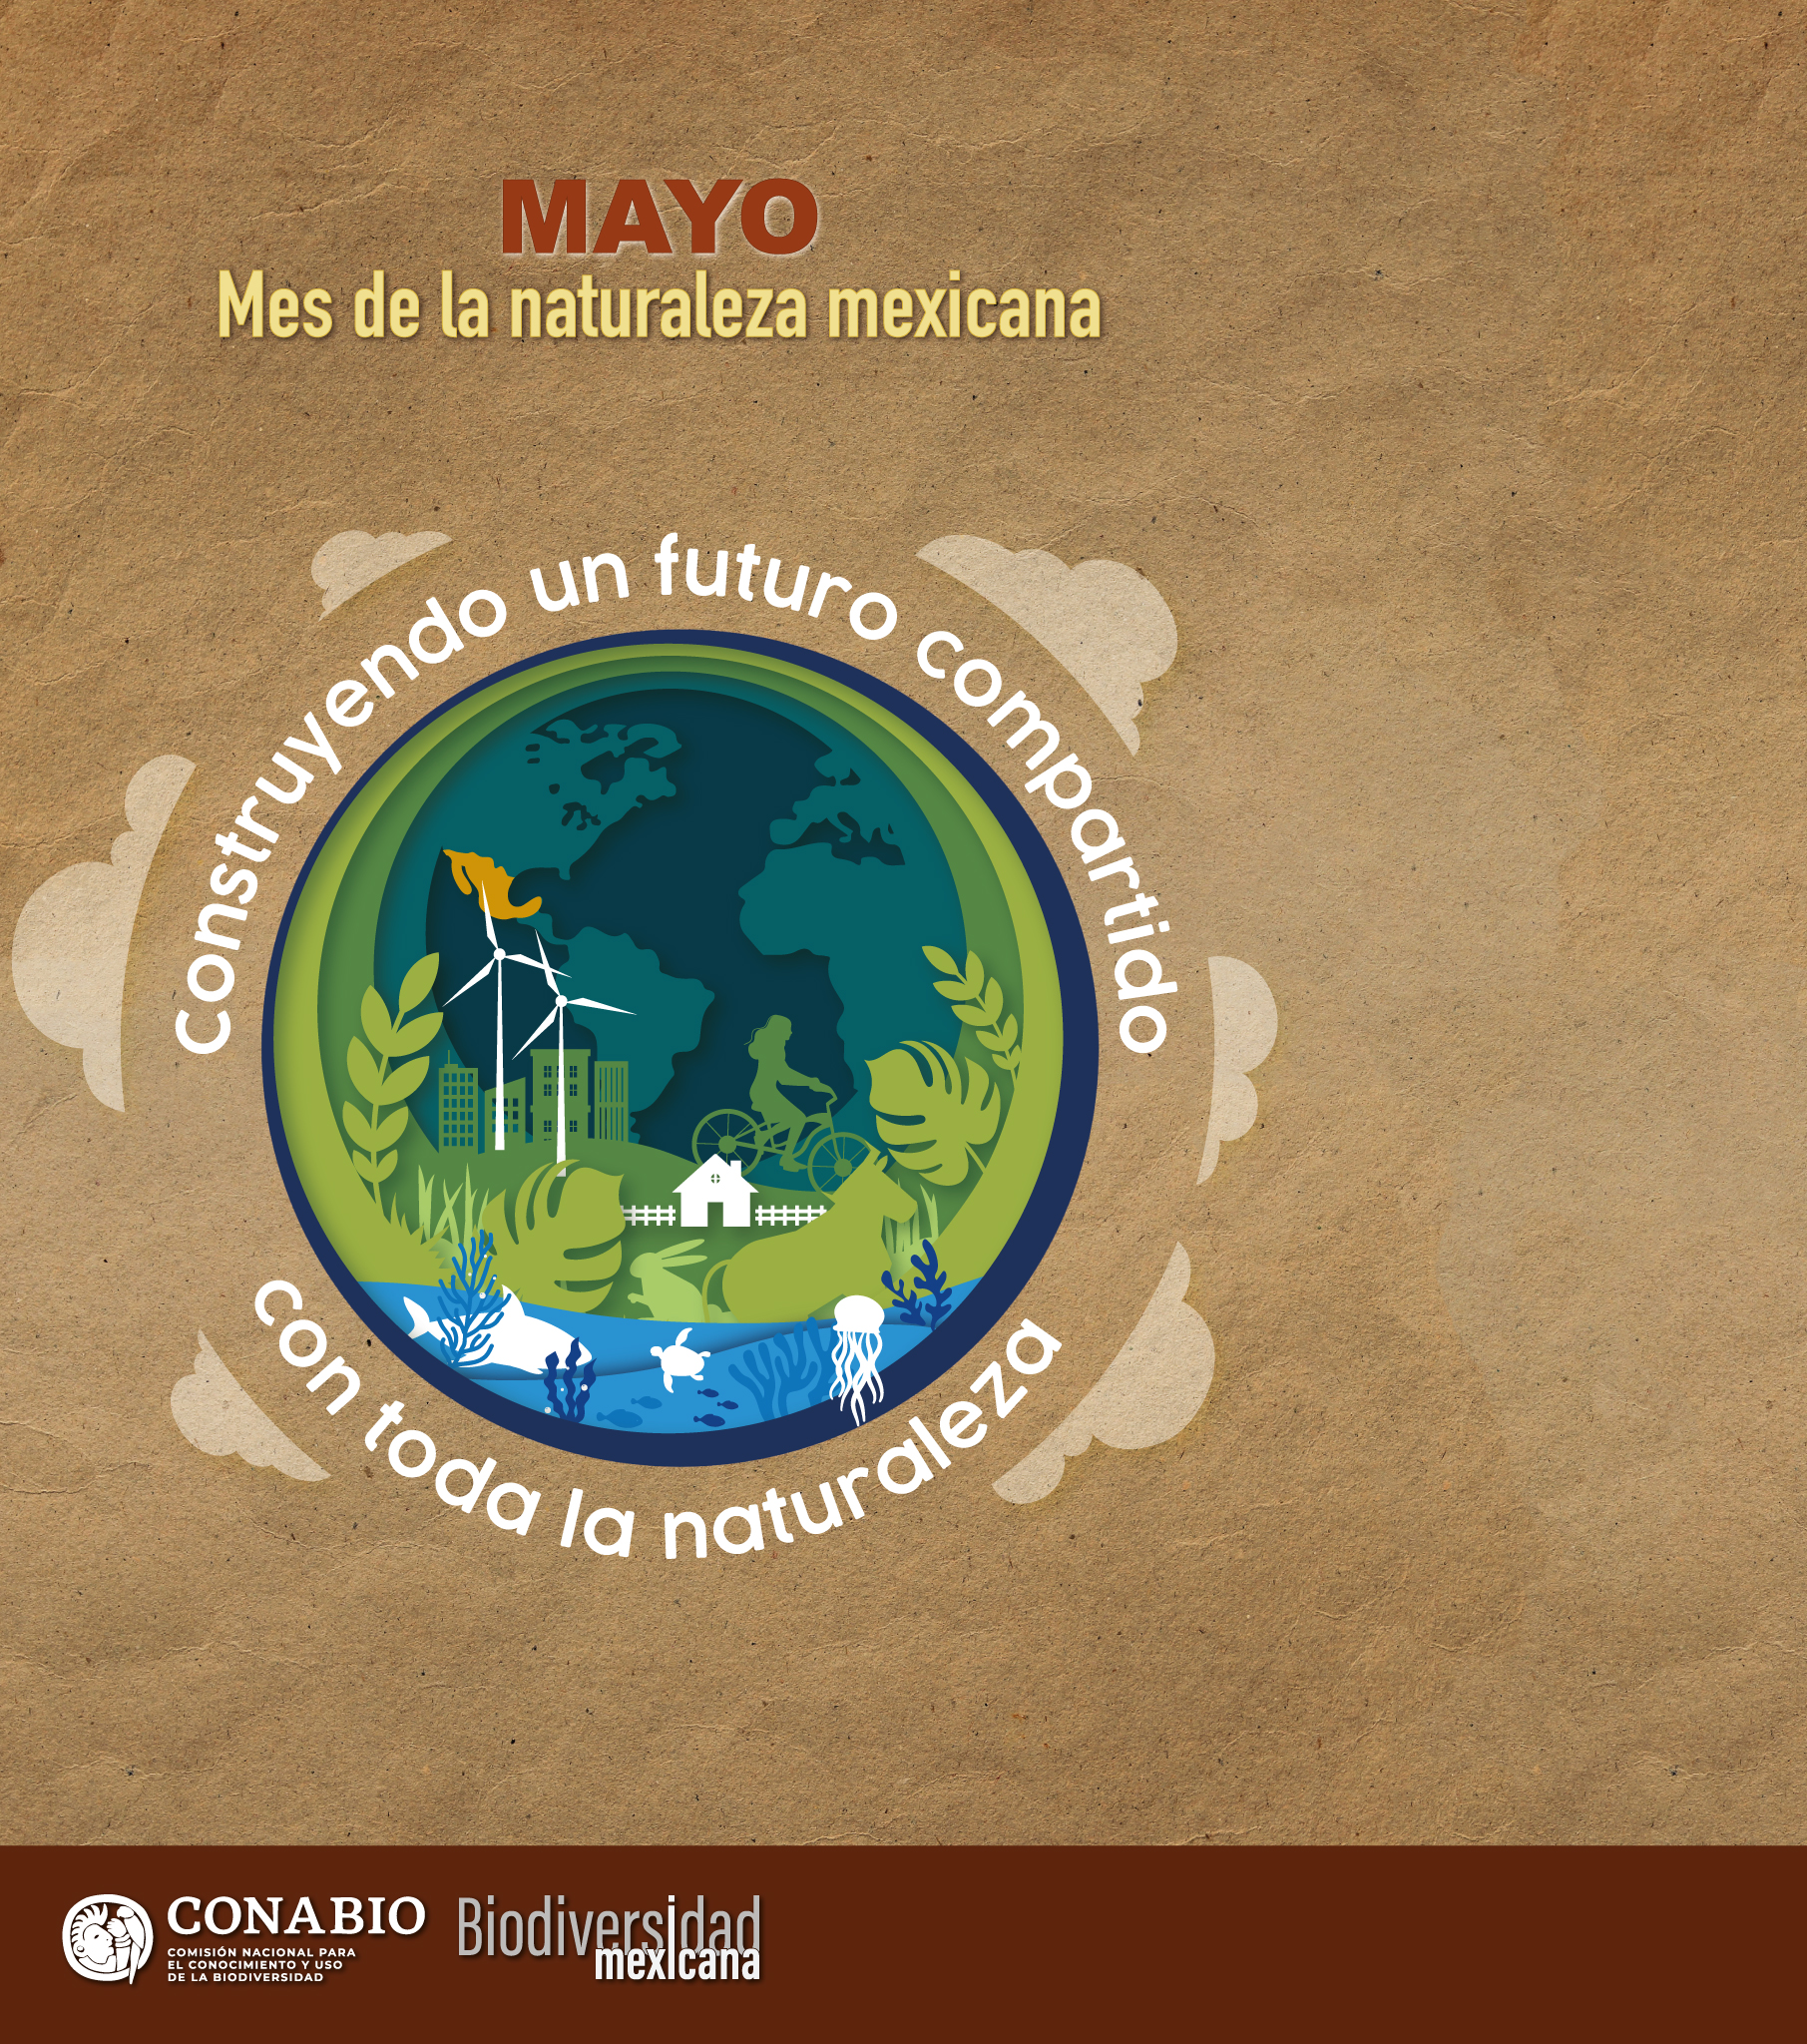 MAYO
Mes de la naturaleza mexicana
Construyendo un futuro compartido
con toda la naturaleza
CONABIO
COMISIÓN NACIONAL PARA
EL CONOCIMIENTO Y USO
DE LA BIODIVERSIDAD
Biodiversidad
mexicana